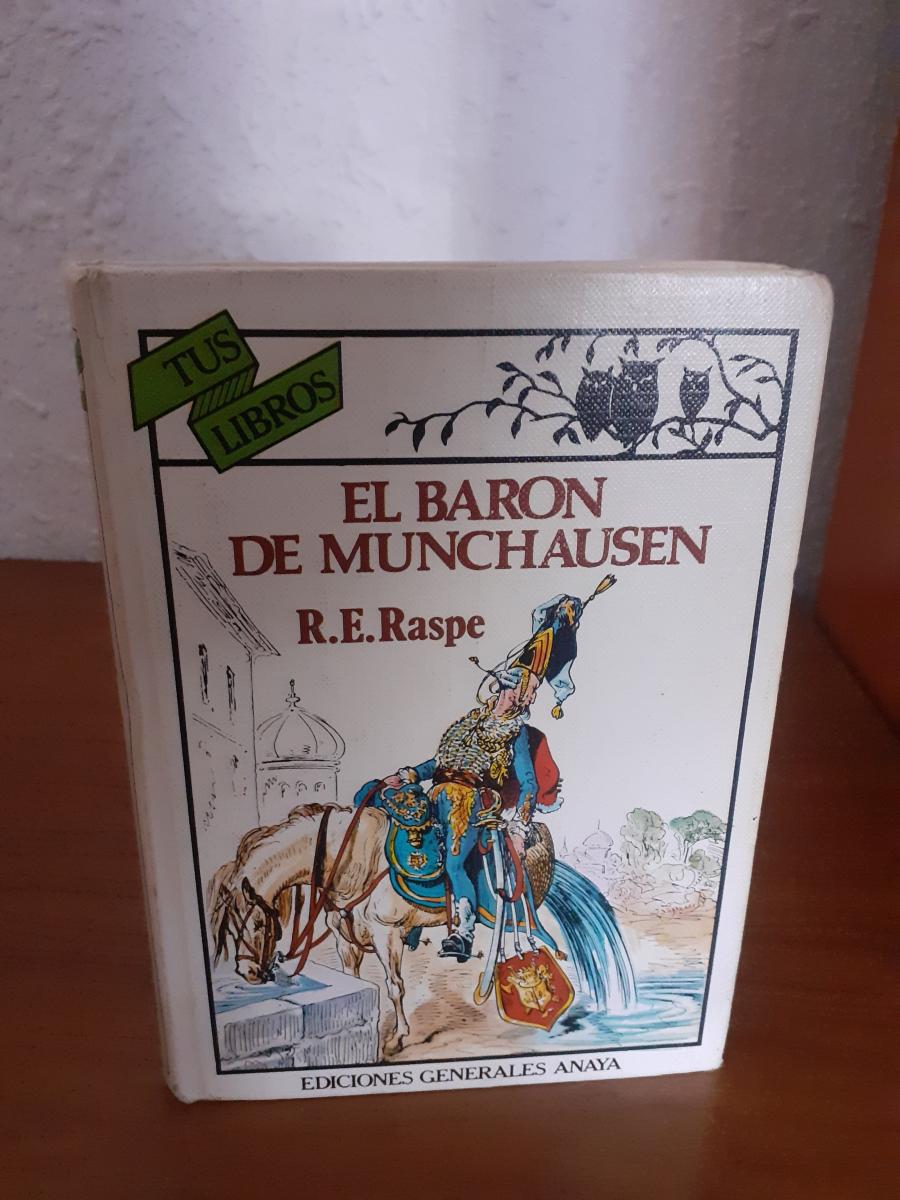 TUS
LIBROS
EL BARON
DE MUNCHAUSEN
R.E.Raspe
EDICIONES GENERALES ANAYA